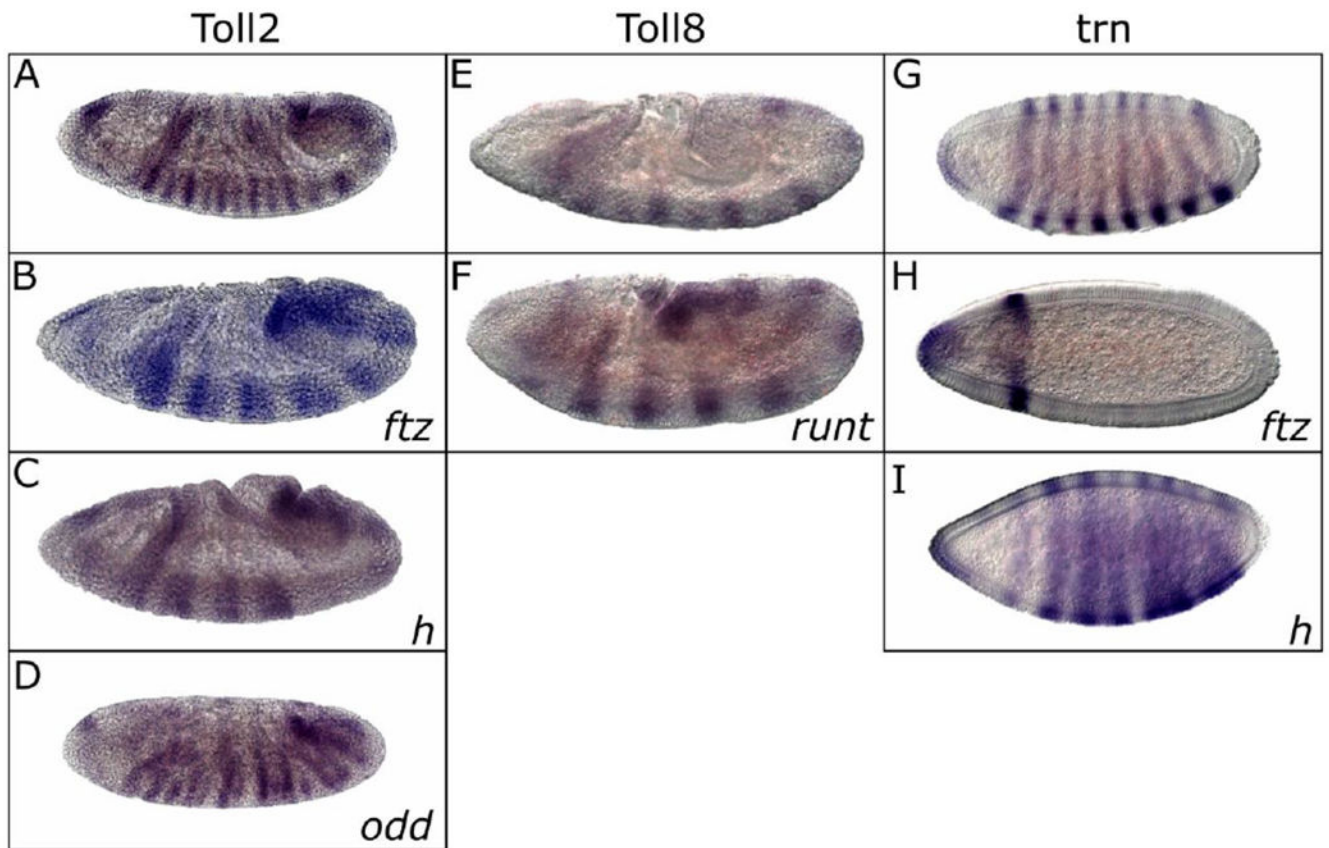 Toll2 Toll8 trn
A E G
B F H
ftz runt ftz
C I
h h
D
odd